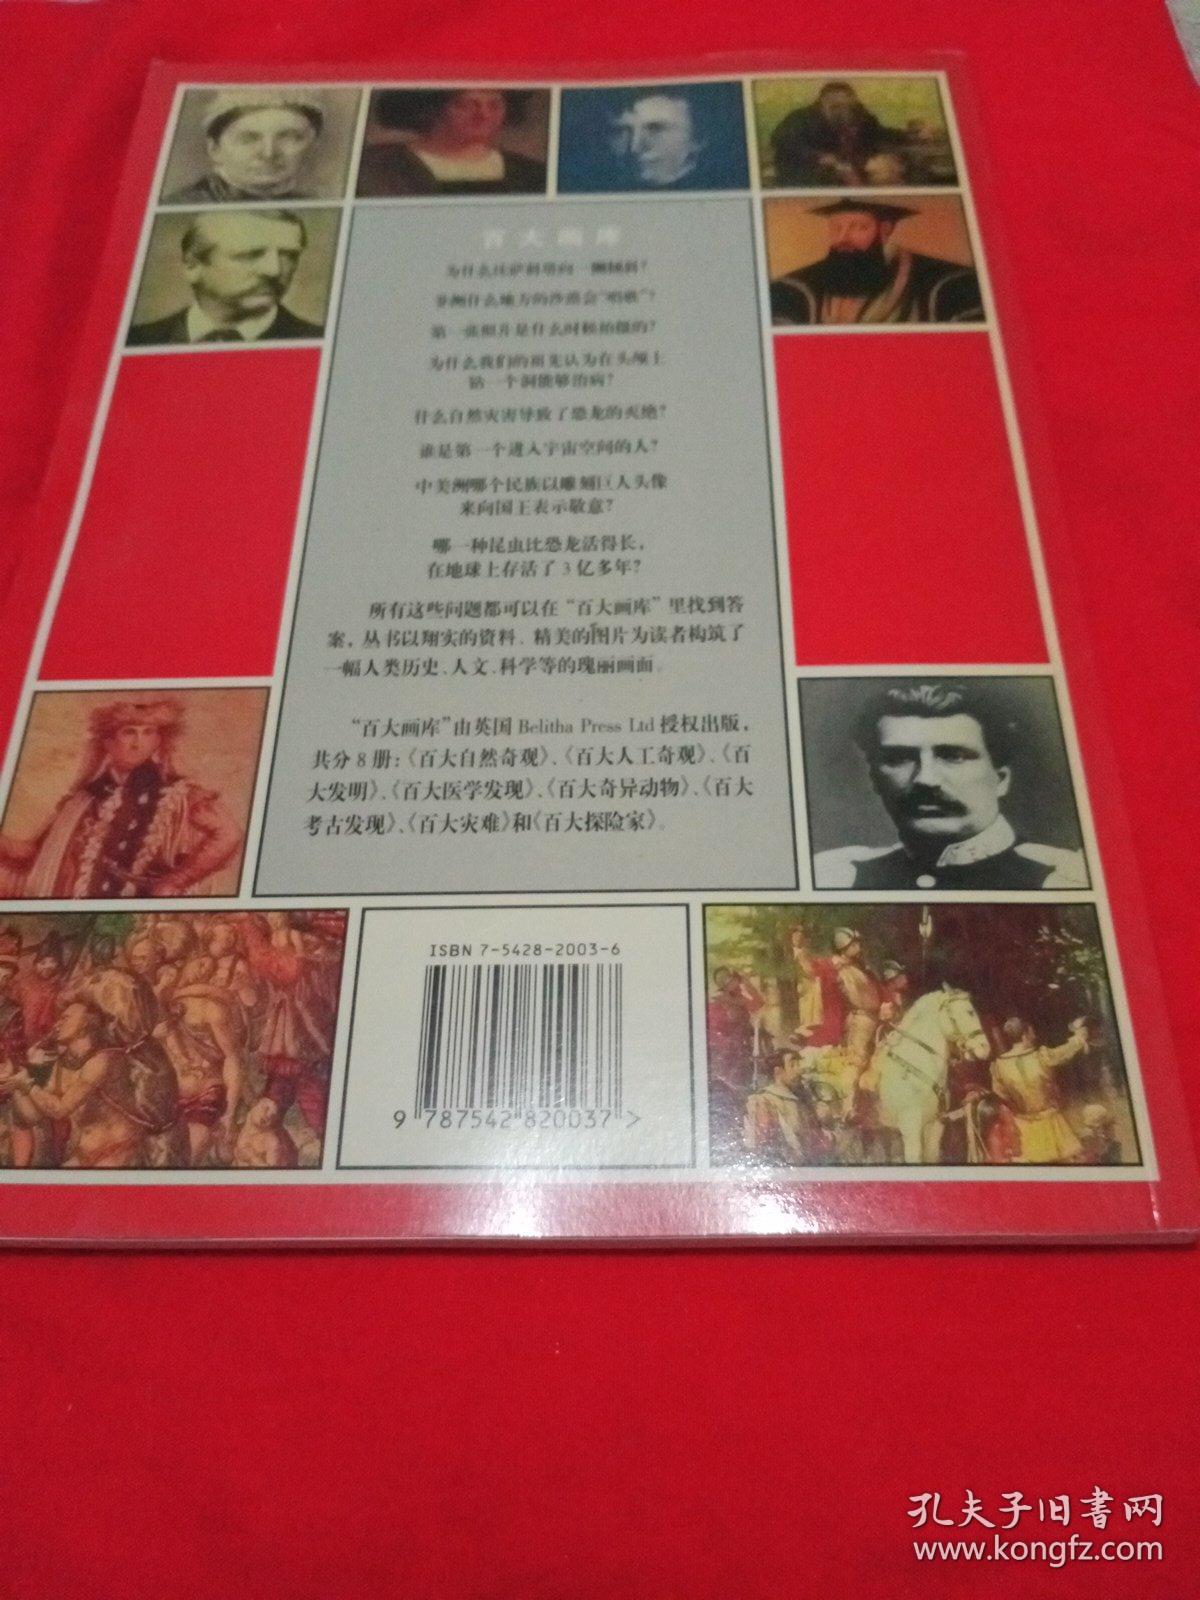 百大画库
为什么比萨斜塔向一侧倾斜?
非洲什么地方的沙漠会“唱歌”?
第一张照片是什么时候拍摄的?
为什么我们的祖先认为在头颅上
钻一个洞能够治病?
什么自然灾害导致了恐龙的灭绝?
谁是第一个进入宇宙空间的人?
中美洲哪个民族以雕刻巨人头像
来向国王表示敬意?
哪一种昆虫比恐龙活得长,
在地球上存活了3亿多年?
所有这些问题都可以在“百大画库”里找到答
案,丛书以翔实的资料、精美的图片为读者构筑了
一幅人类历史、人文、科学等的瑰丽画面。
“百大画库”由英国 Belitha Press Ltd 授权出版,
共分8册:《百大自然奇观》、《百大人工奇观》、《百
大发明》、《百大医学发现》、《百大奇异动物》、《百大
考古发现》、《百大灾难》和《百大探险家》。
ISBN 7-5428-2003-6
9 787542 820037 >
孔夫子旧书网
www.kongfz.com